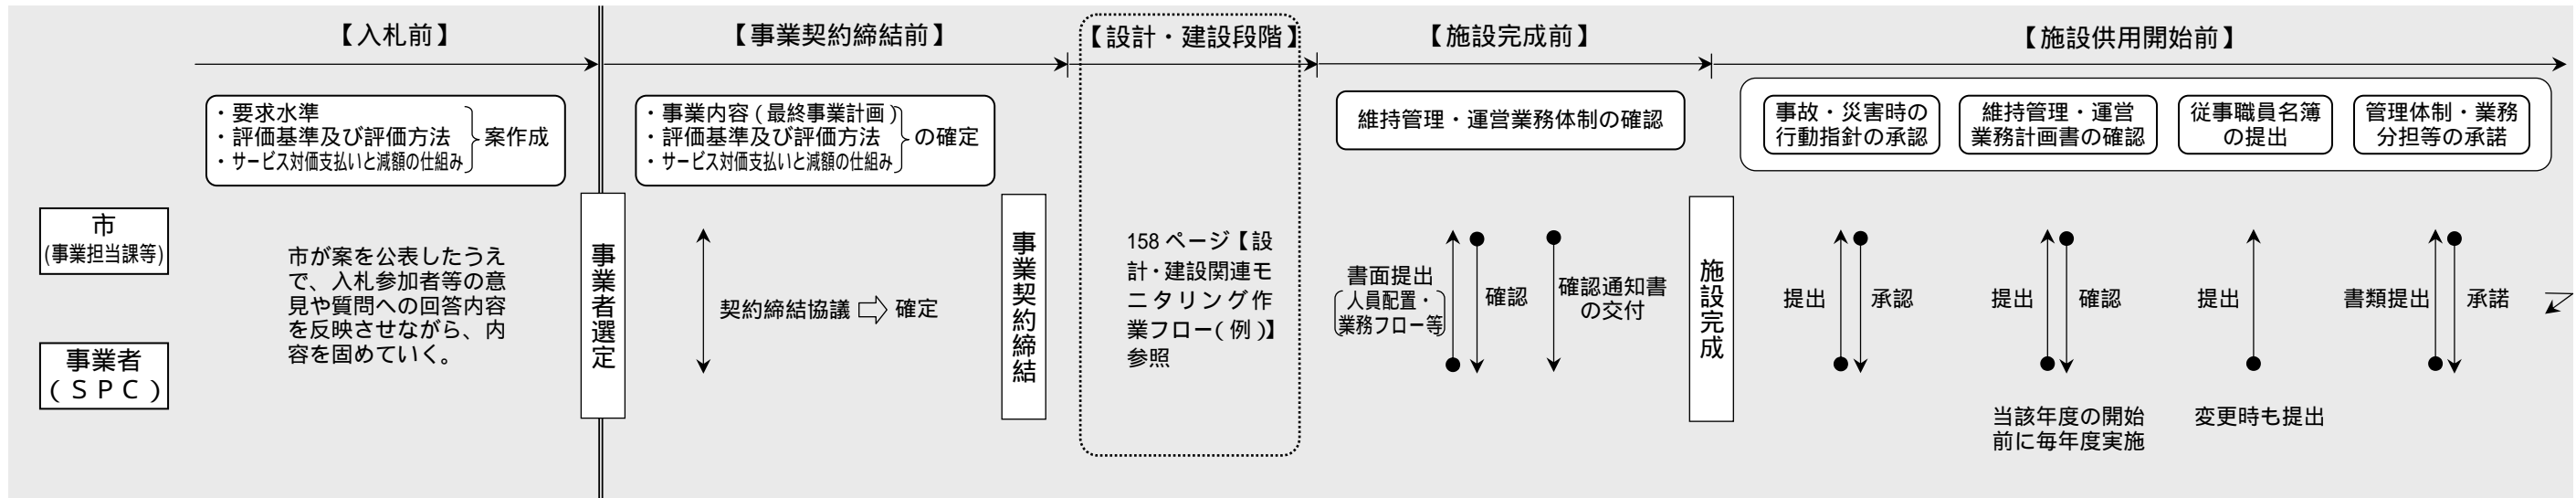 【入札前】
【事業契約締結前】
【設計・建設段階】
【施設完成前】
【施設供用開始前】
・要求水準
・評価基準及び評価方法
・サービス対価支払いと減額の仕組み
案作成
・事業内容(最終事業計画)
・評価基準及び評価方法
・サービス対価支払いと減額の仕組み
の確定
維持管理・運営業務体制の確認
事故・災害時の
行動指針の承認
維持管理・運営
業務計画書の確認
従事職員名簿
の提出
管理体制・業務
分担等の承諾
市
(事業担当課等)
事業者
(SPC)
市が案を公表したうえ
で、入札参加者等の意
見や質問への回答内容
を反映させながら、内
容を固めていく。
事業者選定
契約締結協議
確定
事業契約締結
158 ページ【設
計・建設関連モ
ニタリング作
業フロー(例)】
参照
書面提出
人員配置・
業務フロー等
確認
確認通知書
の交付
施設完成
提出
承認
提出
確認
当該年度の開始
前に毎年度実施
提出
変更時も提出
書類提出
承諾